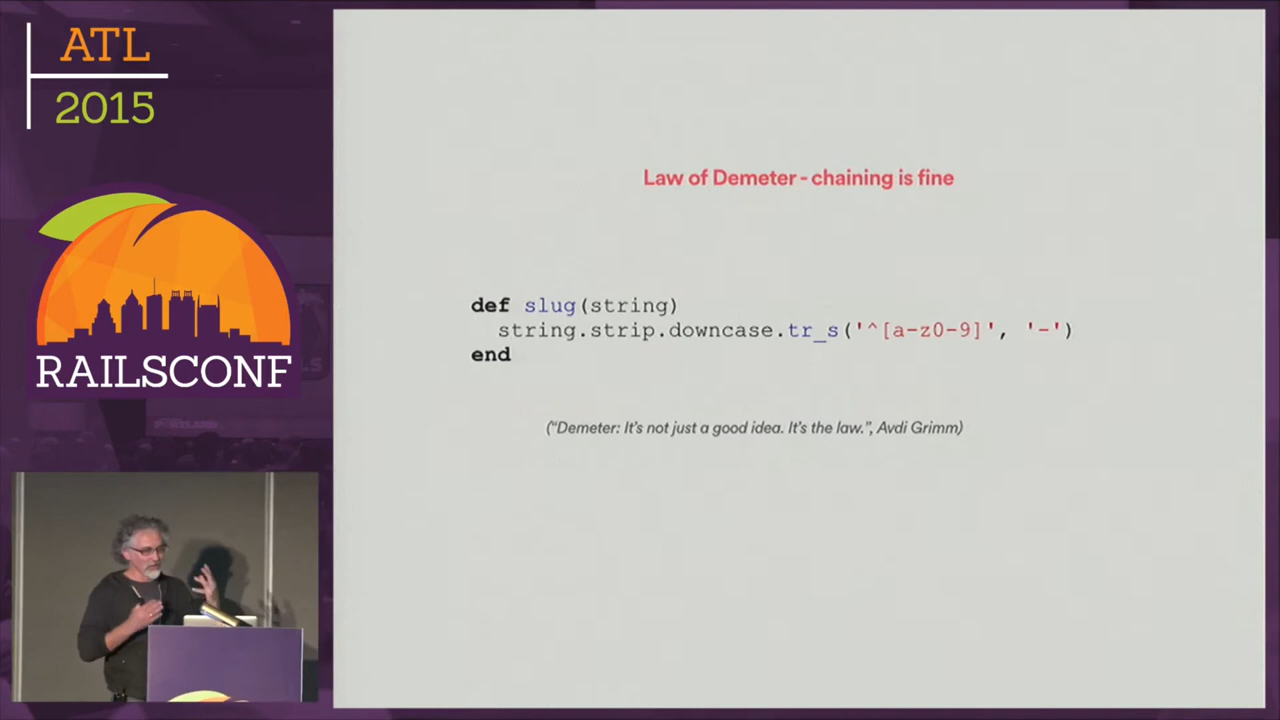 ATL
2015
RAILSCONF
Law of Demeter - chaining is fine
def slug(string)
  string.strip.downcase.tr_s('^[a-z0-9]', '-')
end
(“Demeter: It’s not just a good idea. It’s the law.”, Avdi Grimm)